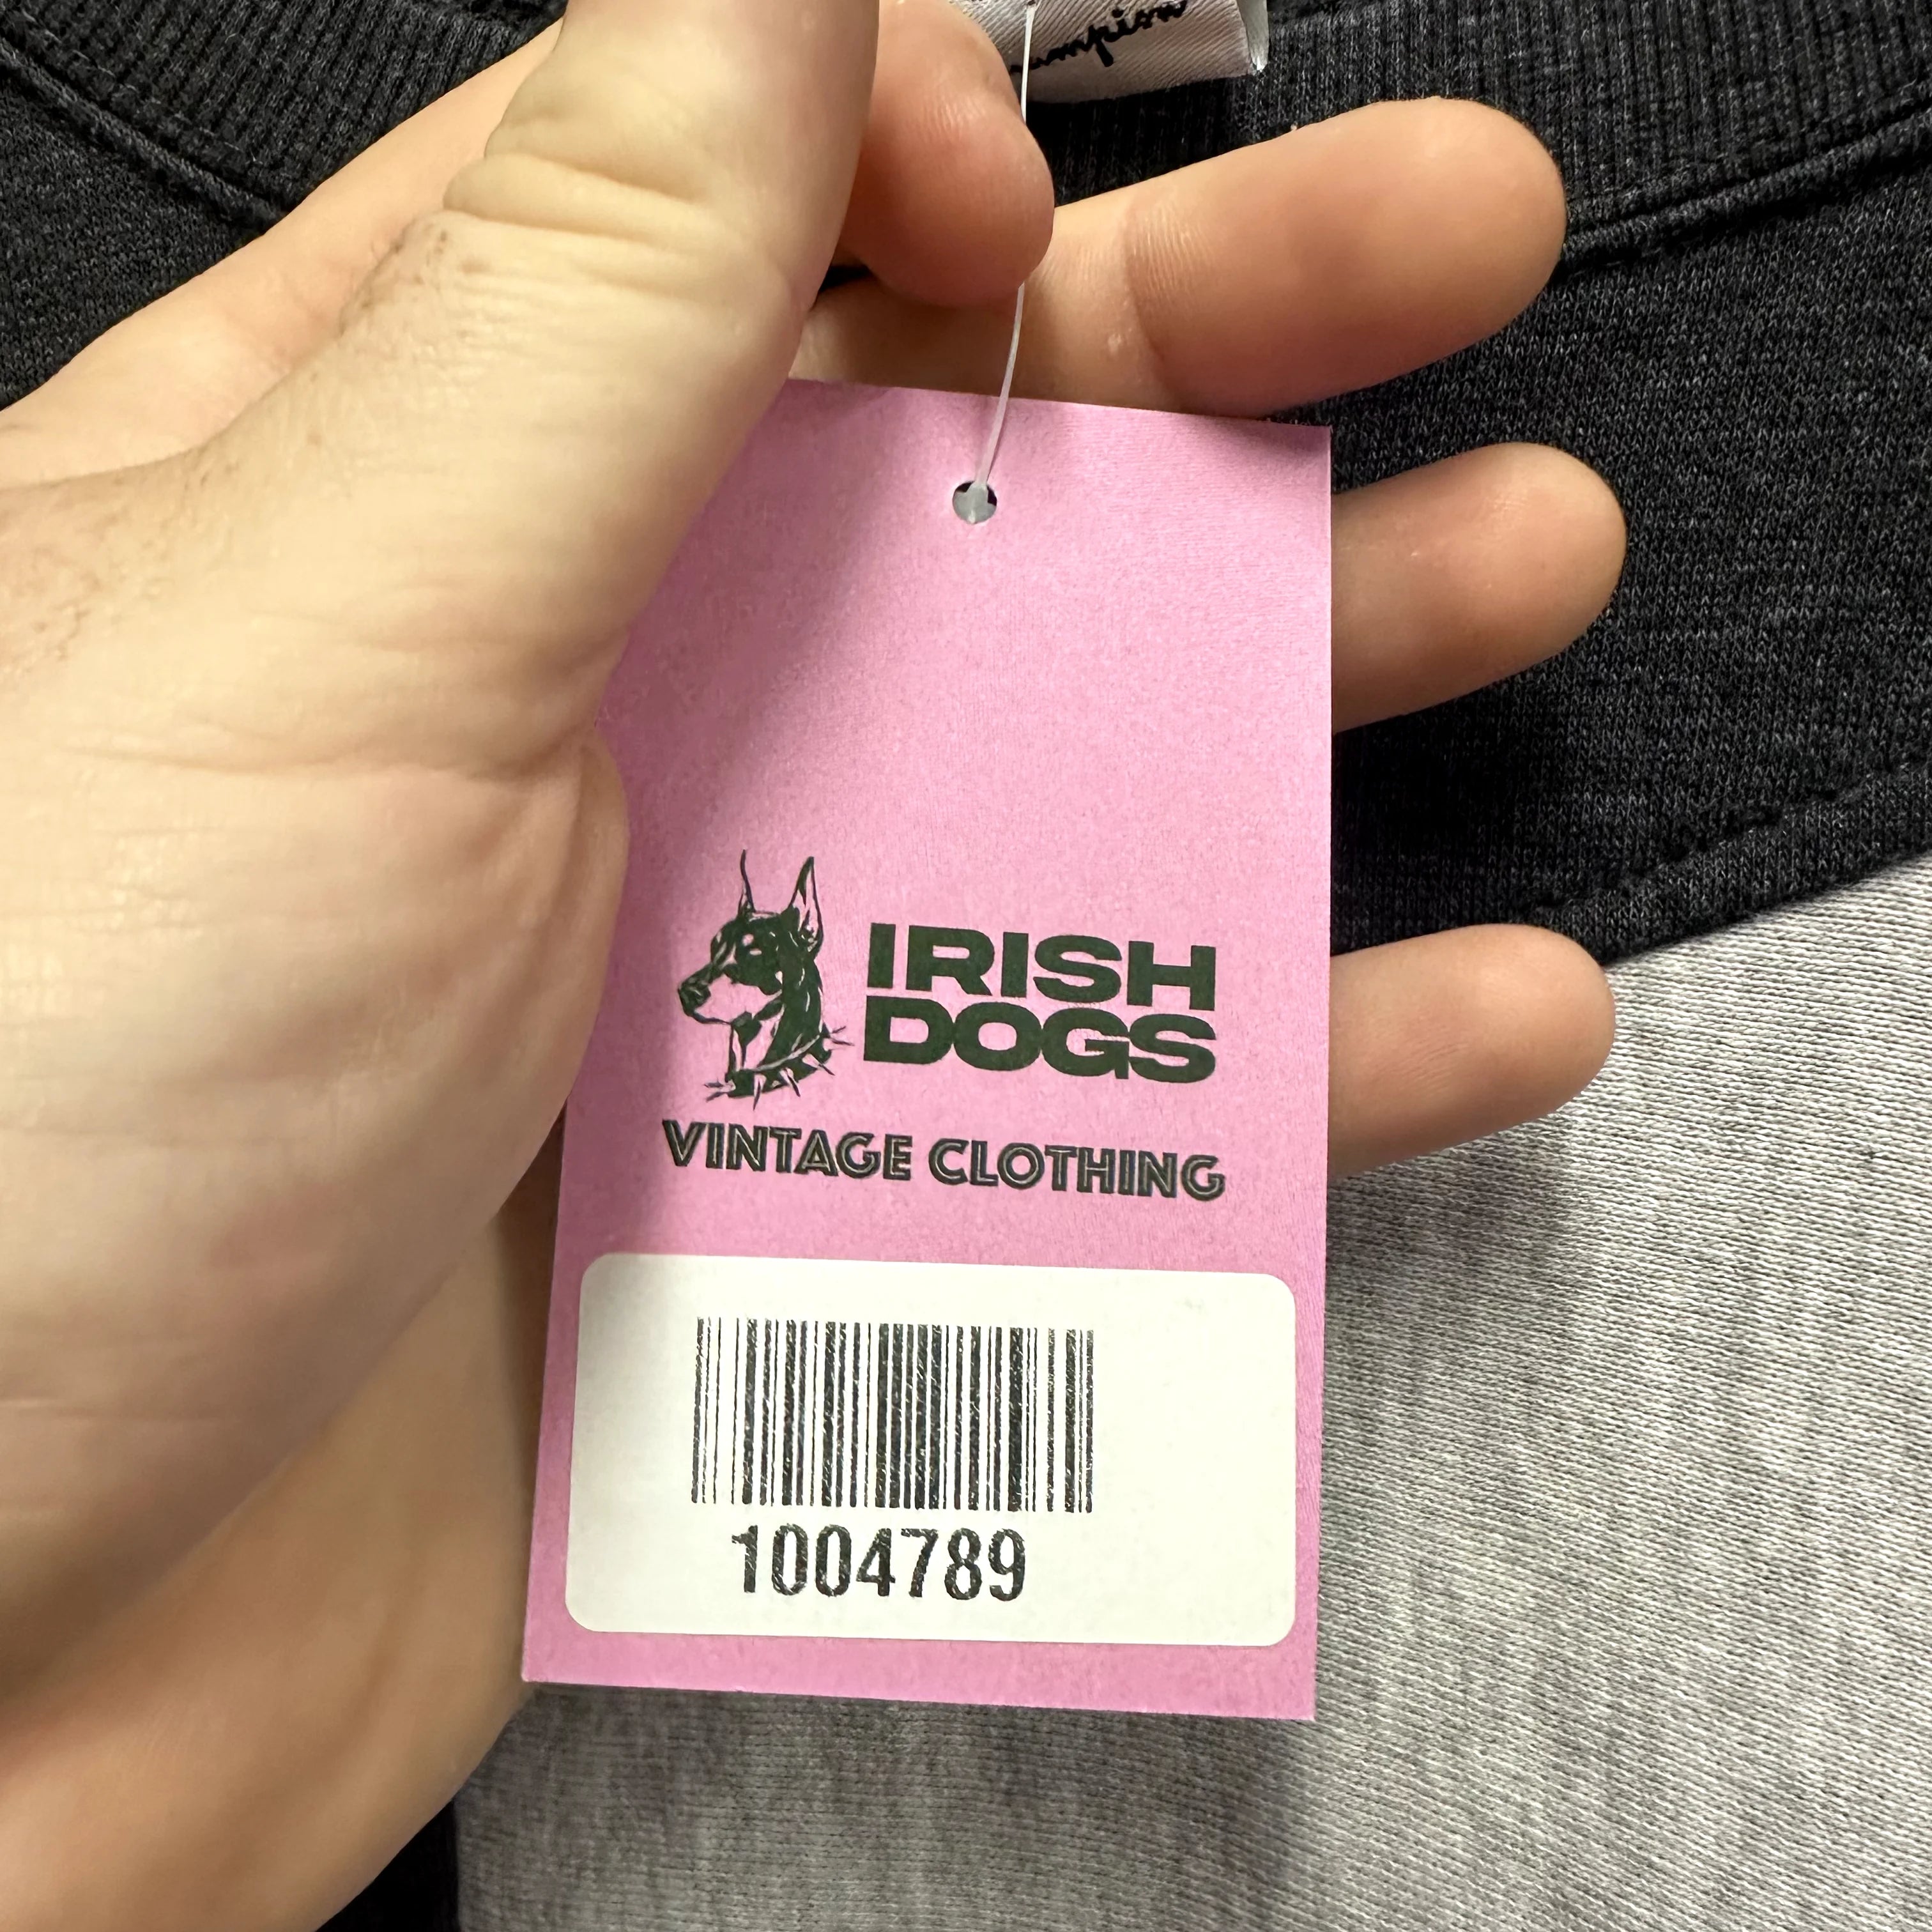 IRISH
DOGS
VINTAGE CLOTHING
1004789